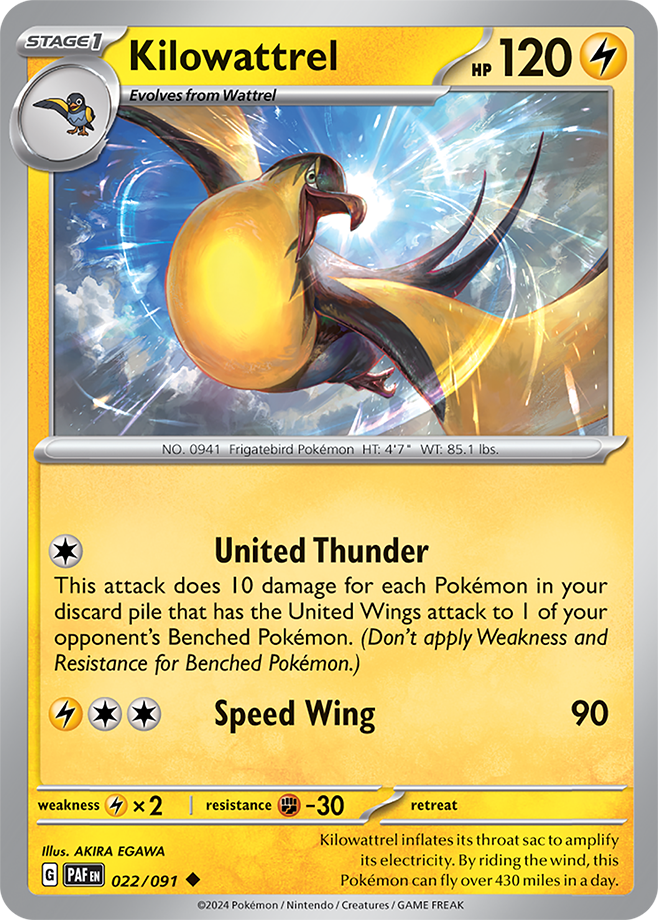 STAGE 1
Kilowattrel
HP 120
Evolves from Wattrel
NO. 0941 Frigatebird Pokémon HT: 4'7" WT: 85.1 lbs.
United Thunder
This attack does 10 damage for each Pokémon in your
discard pile that has the United Wings attack to 1 of your
opponent's Benched Pokémon. (Don't apply Weakness and
Resistance for Benched Pokémon.)
Speed Wing 90
weakness ×2 resistance -30 retreat
Illus. AKIRA EGAWA
G PAF EN 022/091
Kilowattrel inflates its throat sac to amplify
its electricity. By riding the wind, this
Pokémon can fly over 430 miles in a day.
©2024 Pokémon / Nintendo / Creatures / GAME FREAK